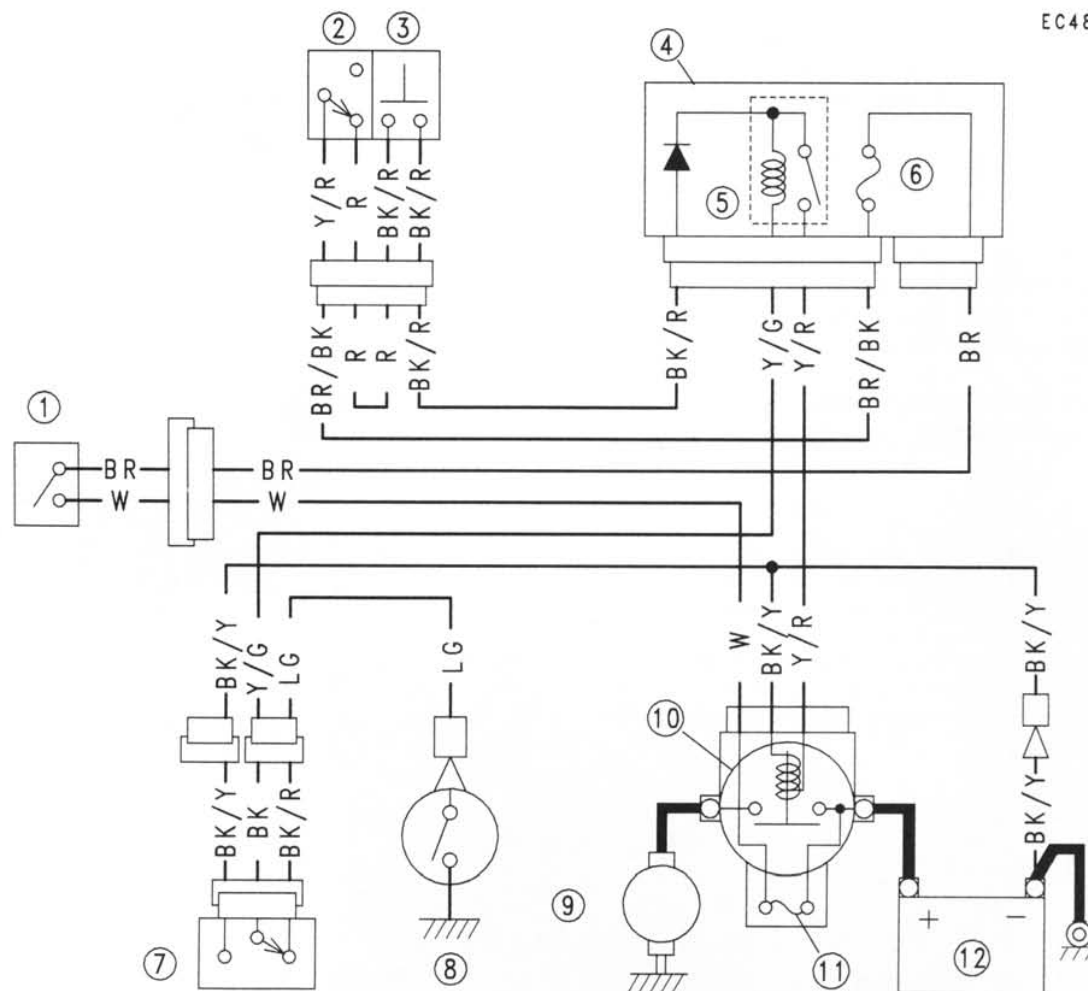 EC48
② ③
④
Y/R R BK/R BK/R
⑤ ⑥
BR/BK R R BK/R
BK/R Y/G Y/R BR/BK BR
①
BR BR
W W
BK/Y Y/G LG
LG
W BK/Y Y/R
BK/Y
⑩
BK/Y BK BK/R
BK/Y
⑨
+ -
⑦ ⑧ ⑪ ⑫